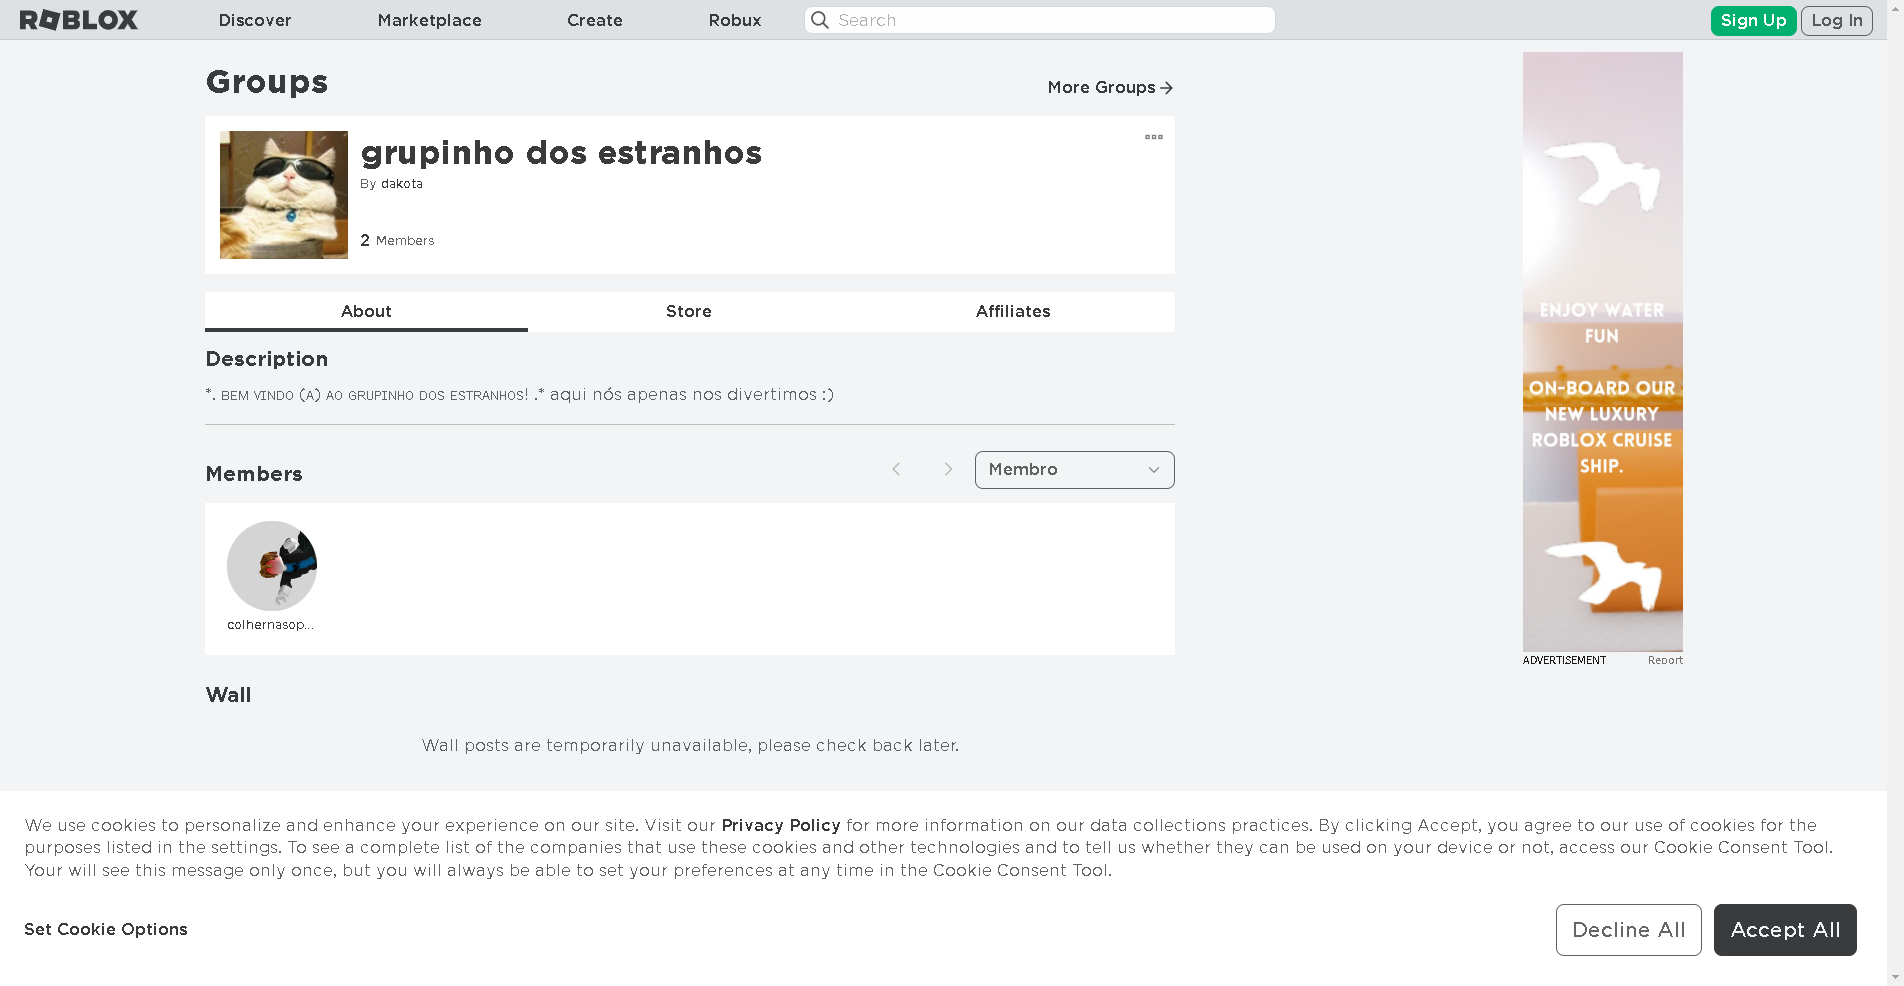 ROBLOX Discover Marketplace Create Robux Search Sign Up Log In
Groups
More Groups
grupinho dos estranhos
By dakota
2 Members
About Store Affiliates
Description
*. ʙᴇᴍ ᴠɪɴᴅᴏ (ᴀ) ᴀᴏ ɢʀᴜᴘɪɴʜᴏ ᴅᴏs ᴇsᴛʀᴀɴʜᴏs! .* aqui nós apenas nos divertimos :)
Members
Membro
colhernasop...
Wall
Wall posts are temporarily unavailable, please check back later.
ENJOY WATER
FUN
ON-BOARD OUR
NEW LUXURY
ROBLOX CRUISE
SHIP.
ADVERTISEMENT Report
We use cookies to personalize and enhance your experience on our site. Visit our Privacy Policy for more information on our data collections practices. By clicking Accept, you agree to our use of cookies for the
purposes listed in the settings. To see a complete list of the companies that use these cookies and other technologies and to tell us whether they can be used on your device or not, access our Cookie Consent Tool.
Your will see this message only once, but you will always be able to set your preferences at any time in the Cookie Consent Tool.
Set Cookie Options
Decline All
Accept All